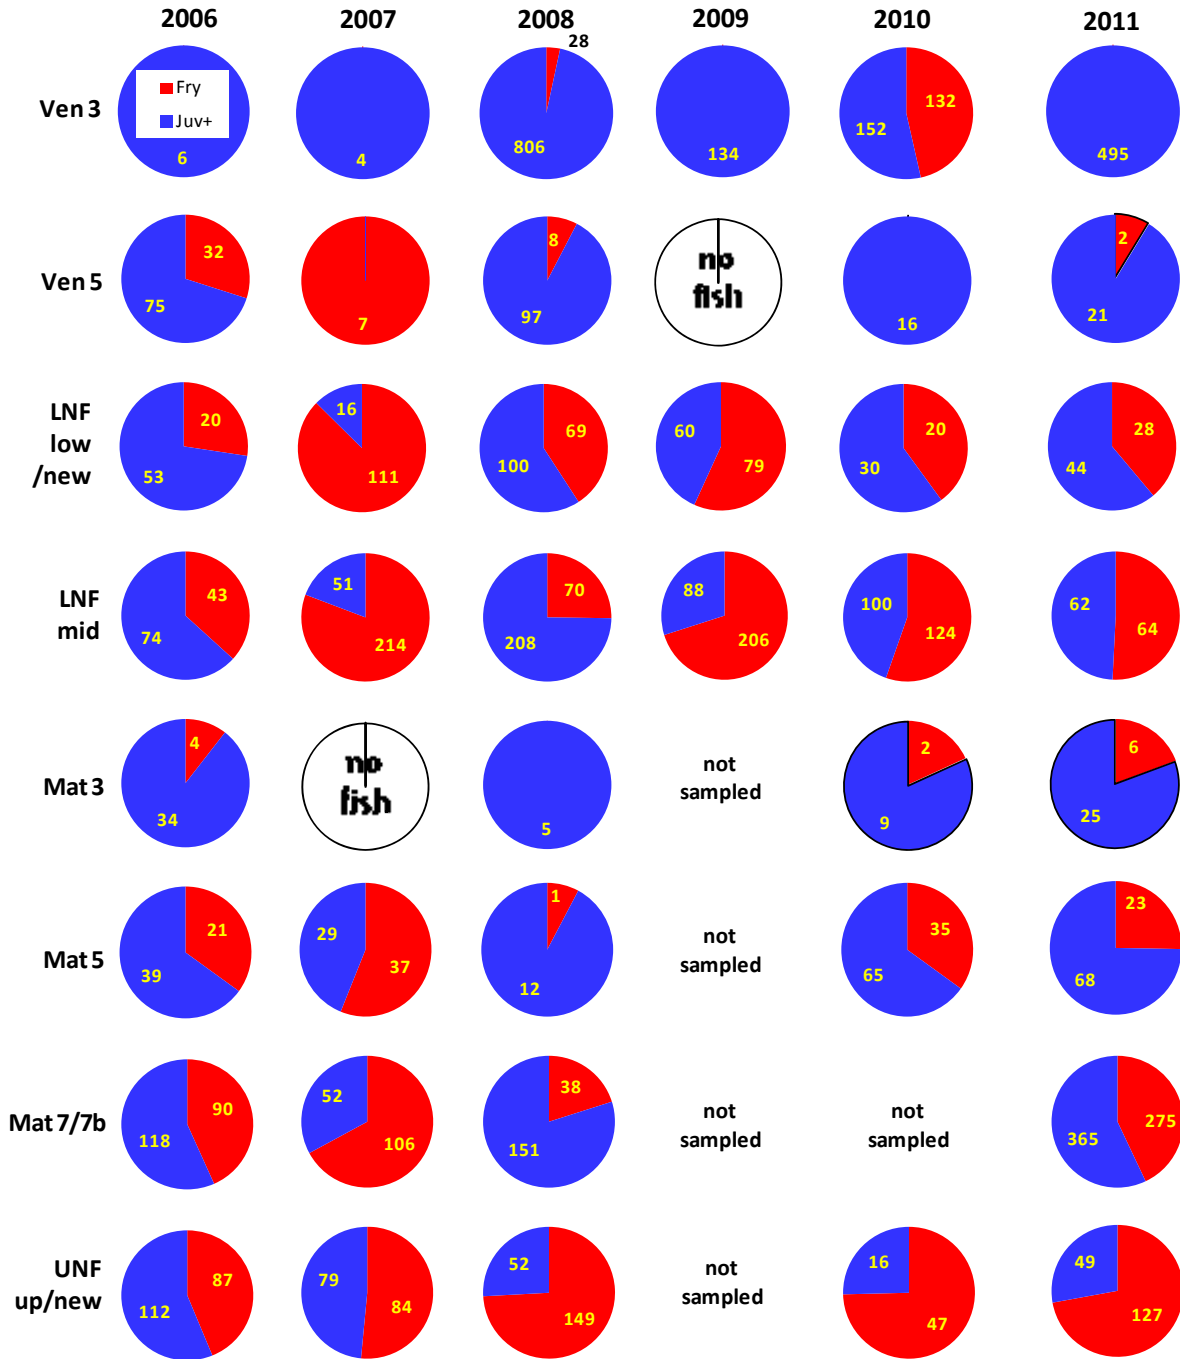 2006 2007 2008 2009 2010 2011
28
Ven 3
Fry
Juv+
6 4 806 134 152 132 495
Ven 5
32 75 7 8 97 no fish 16 2 21
LNF
low
/new
20 53 16 111 69 100 60 79 20 30 28 44
LNF
mid
43 74 51 214 70 208 88 206 100 124 62 64
Mat 3
4 34 no fish 5 not sampled 2 9 6 25
Mat 5
21 39 29 37 1 12 not sampled 35 65 23 68
Mat 7/7b
90 118 52 106 38 151 not sampled not sampled 275 365
UNF
up/new
87 112 79 84 52 149 not sampled 16 47 49 127